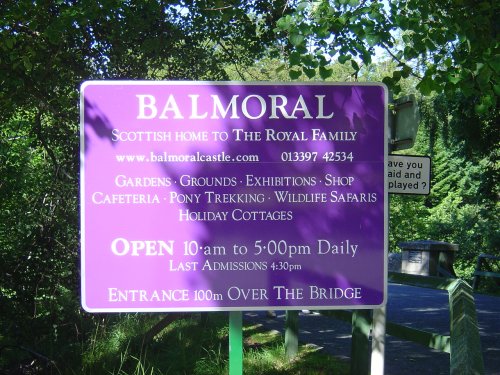 BALMORAL
SCOTTISH HOME TO THE ROYAL FAMILY
www.balmoralcastle.com 013397 42534
GARDENS · GROUNDS · EXHIBITIONS · SHOP
CAFETERIA · PONY TREKKING · WILDLIFE SAFARIS
HOLIDAY COTTAGES
OPEN 10·am to 5·00pm Daily
LAST ADMISSIONS 4:30pm
ENTRANCE 100m OVER THE BRIDGE
ave you
aid and
played ?